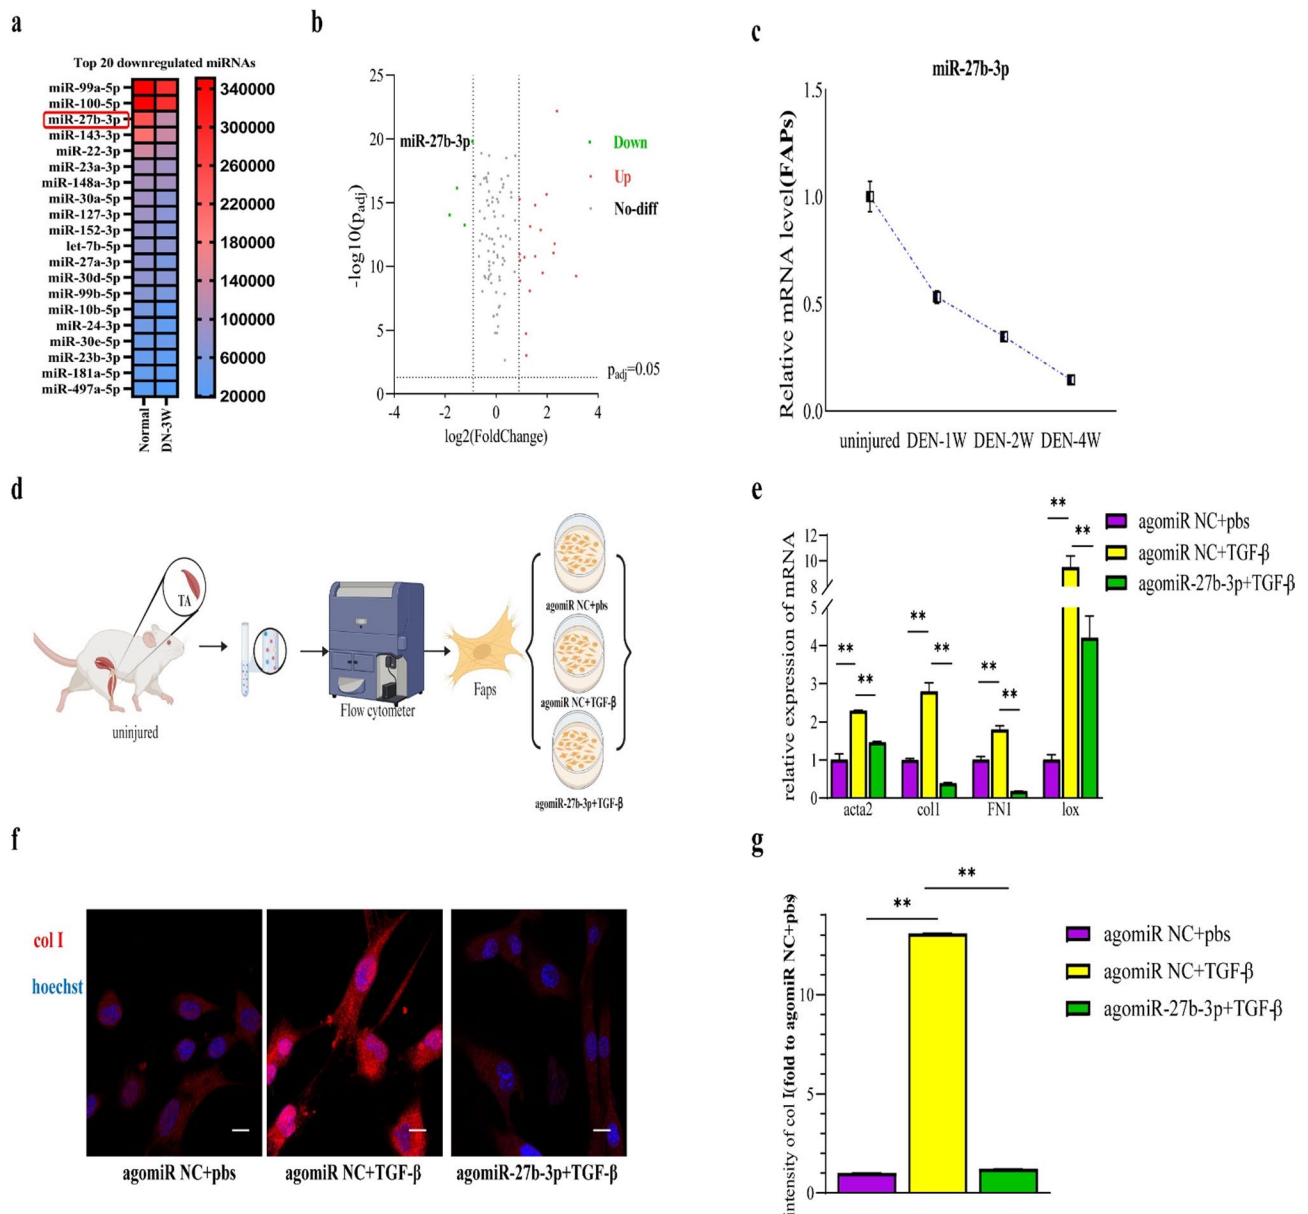 a
Top 20 downregulated miRNAs
miR-99a-5p
miR-100-5p
miR-27b-3p
miR-143-3p
miR-22-3p
miR-23a-3p
miR-148a-3p
miR-30a-5p
miR-127-3p
miR-152-3p
let-7b-5p
miR-27a-3p
miR-30d-5p
miR-99b-5p
miR-10b-5p
miR-24-3p
miR-30e-5p
miR-23b-3p
miR-181a-5p
miR-497a-5p
Normal
DN-3W
340000
300000
260000
220000
180000
140000
100000
60000
20000
b
-log10(padj)
25
20
15
10
5
0
miR-27b-3p
Down
Up
No-diff
padj=0.05
-4
-2
0
2
4
log2(FoldChange)
c
miR-27b-3p
Relative mRNA level(FAPs)
1.5
1.0
0.5
0.0
uninjured
DEN-1W
DEN-2W
DEN-4W
d
TA
uninjured
Flow cytometer
Faps
agomiR NC+pbs
agomiR NC+TGF-β
agomiR-27b-3p+TGF-β
e
relative expression of mRNA
12
10
8
5
4
3
2
1
0
**
**
**
**
**
**
**
**
acta2
col1
FN1
lox
agomiR NC+pbs
agomiR NC+TGF-β
agomiR-27b-3p+TGF-β
f
col I
hoechst
agomiR NC+pbs
agomiR NC+TGF-β
agomiR-27b-3p+TGF-β
g
intensity of col I(fold to agomiR NC+pbs)
10
5
0
**
**
agomiR NC+pbs
agomiR NC+TGF-β
agomiR-27b-3p+TGF-β